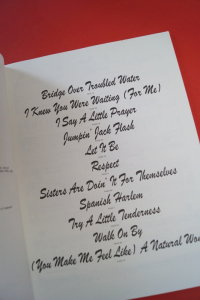 Bridge Over Troubled Water
I Knew You Were Waiting (For Me)
I Say A Little Prayer
Jumpin' Jack Flash
Let It Be
Respect
Sisters Are Doin' It For Themselves
Spanish Harlem
Try A Little Tenderness
Walk On By
(You Make Me Feel Like) A Natural Wo